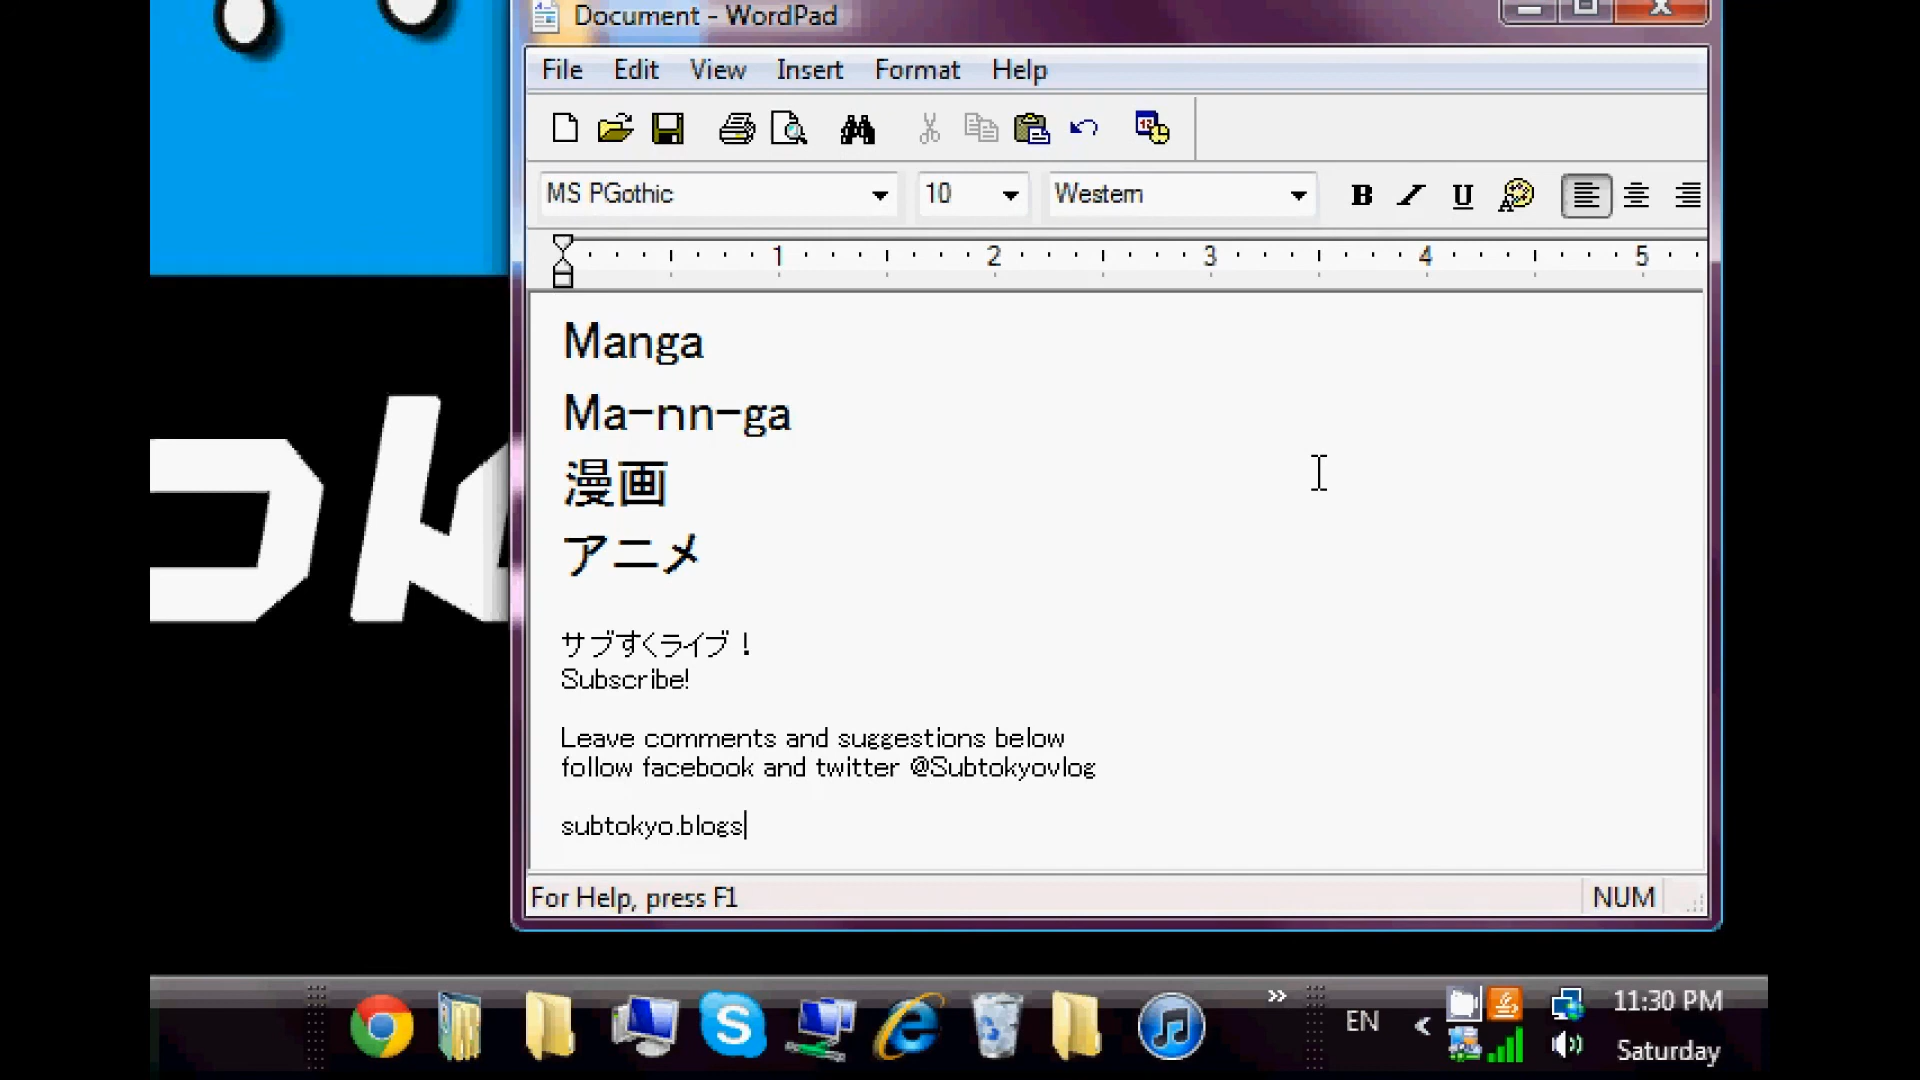 Document - WordPad
File Edit View Insert Format Help
MS PGothic 10 Western B U
1 2 3 4 5
Manga
Ma-nn-ga
漫画
アニメ
サブすくライブ！
Subscribe!
Leave comments and suggestions below
follow facebook and twitter @Subtokyovlog
subtokyo.blogs
For Help, press F1 NUM
EN 11:30 PM
Saturday